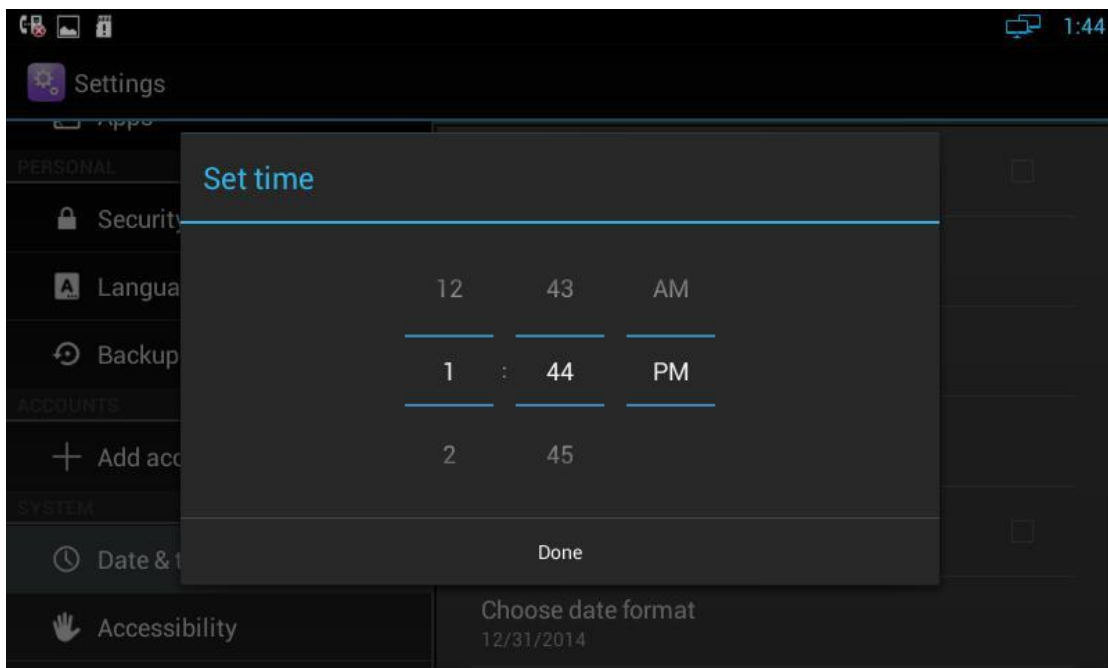 1:44
Settings
Apps
PERSONAL
Set time
Security
Langua
Backup
ACCOUNTS
Add acc
SYSTEM
Date & t
Accessibility
12 43 AM
1 : 44 PM
2 45
Done
Choose date format
12/31/2014